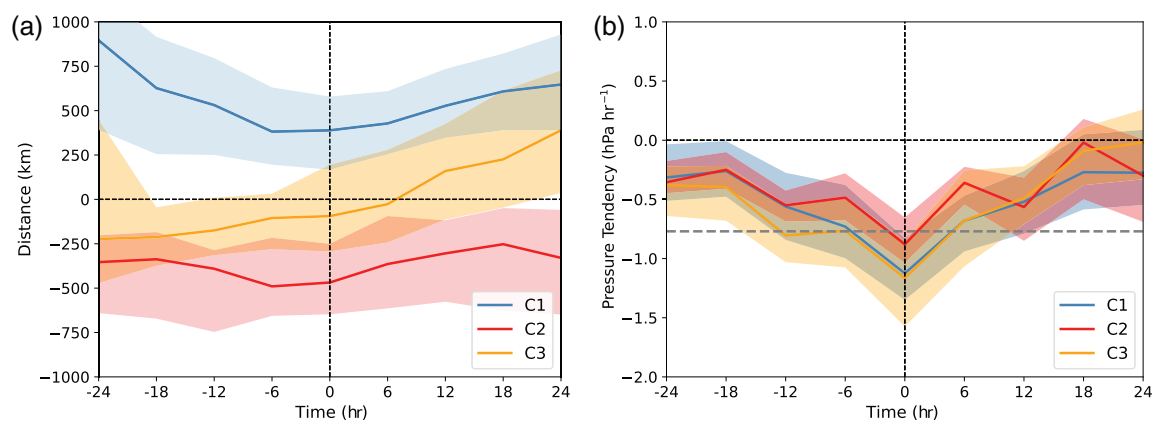 (a)
1000
750
500
250
0
−250
−500
−750
−1000
Distance (km)
-24
-18
-12
-6
0
6
12
18
24
Time (hr)
C1
C2
C3
(b)
1.0
0.5
0.0
−0.5
−1.0
−1.5
−2.0
Pressure Tendency (hPa hr⁻¹)
-24
-18
-12
-6
0
6
12
18
24
Time (hr)
C1
C2
C3